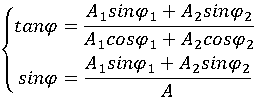 tanφ = (A₁sinφ₁ + A₂sinφ₂) / (A₁cosφ₁ + A₂cosφ₂)
sinφ = (A₁sinφ₁ + A₂sinφ₂) / A